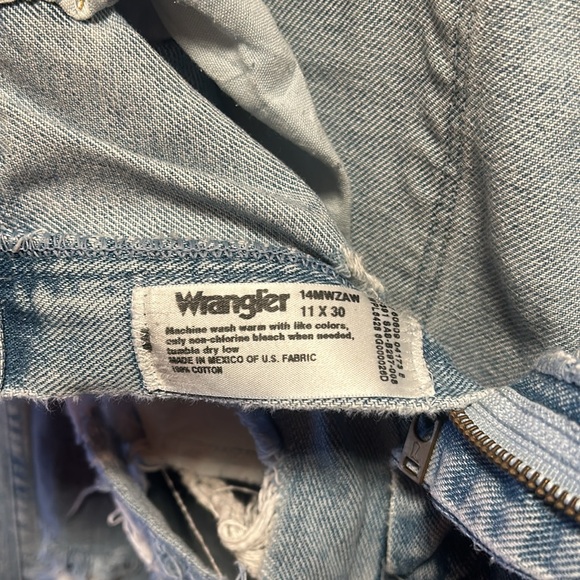 Wrangler
14MWZAW
11 X 30
Machine wash warm with like colors,
only non-chlorine bleach when needed,
tumble dry low
MADE IN MEXICO OF U.S. FABRIC
100% COTTON